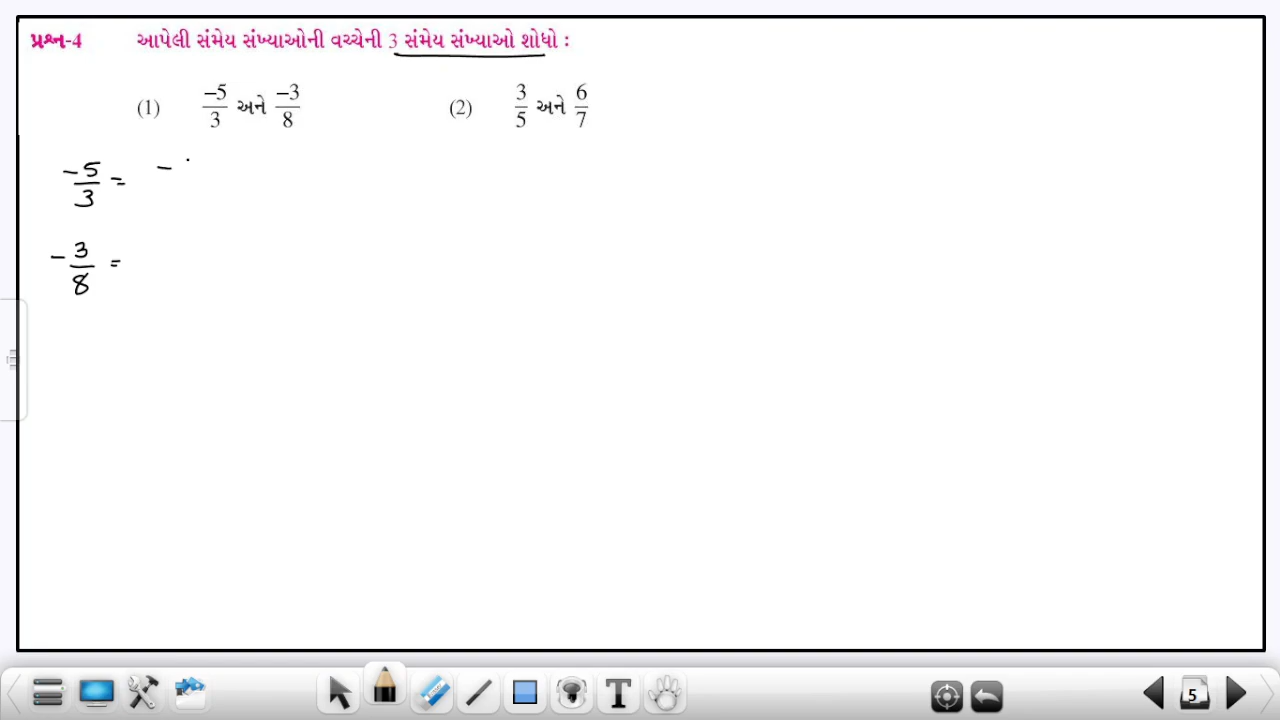 પ્રશ્ન-4 આપેલી સંમેય સંખ્યાઓની વચ્ચેની 3 સંમેય સંખ્યાઓ શોધો :
(1) −5/3 અને −3/8 (2) 3/5 અને 6/7
−5/3 = −
−3/8 =
5